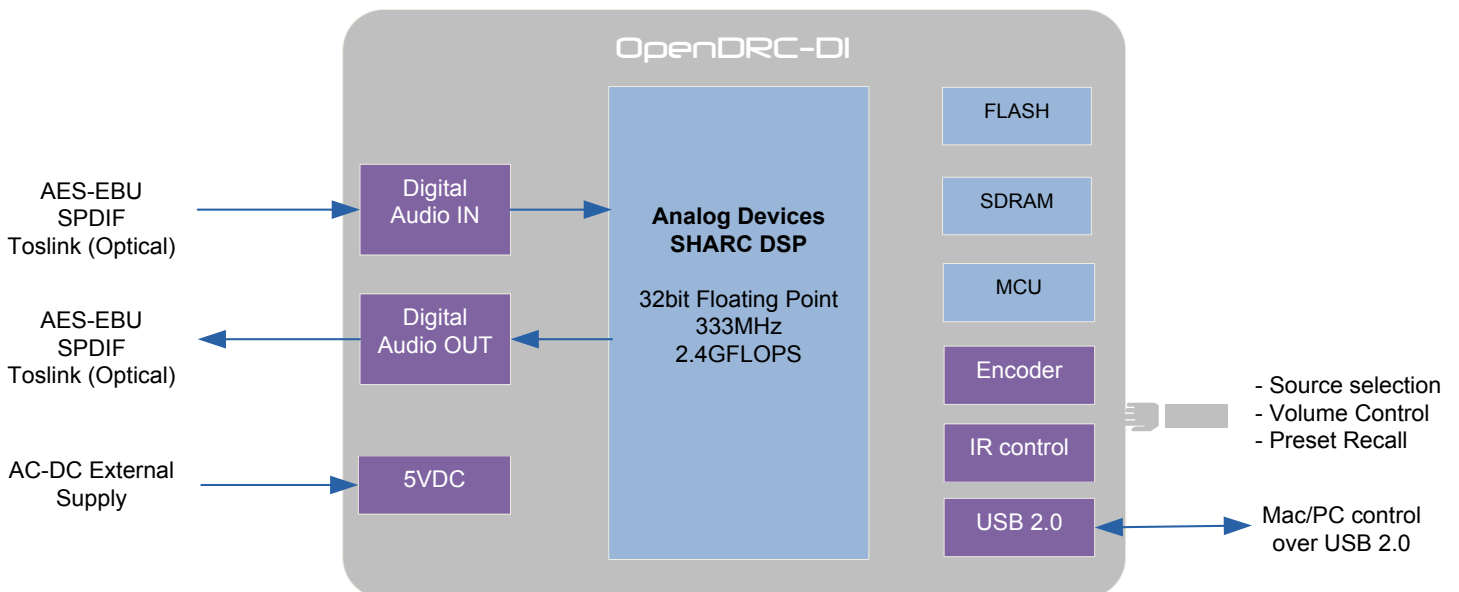 OpenDRC-DI
AES-EBU
SPDIF
Toslink (Optical)
Digital
Audio IN
AES-EBU
SPDIF
Toslink (Optical)
Digital
Audio OUT
AC-DC External
Supply
5VDC
Analog Devices
SHARC DSP
32bit Floating Point
333MHz
2.4GFLOPS
FLASH
SDRAM
MCU
Encoder
IR control
USB 2.0
- Source selection
- Volume Control
- Preset Recall
Mac/PC control
over USB 2.0